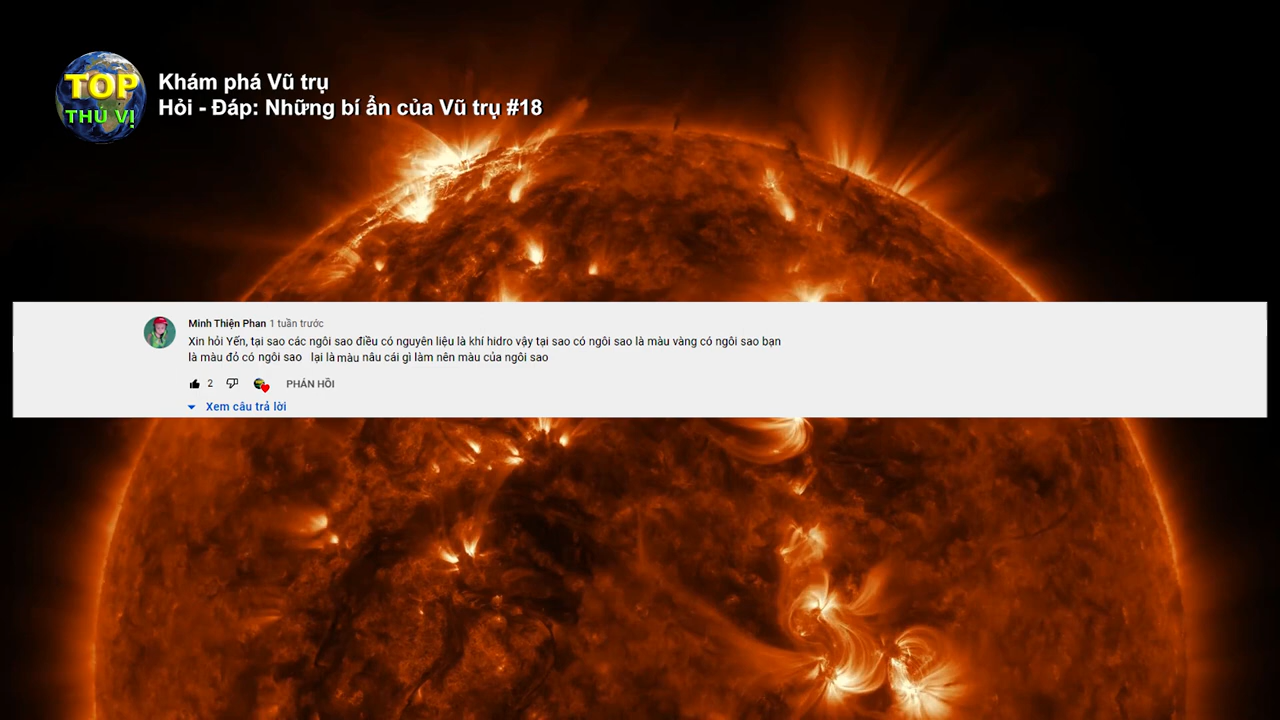 TOP
THÚ VỊ
Khám phá Vũ trụ
Hỏi - Đáp: Những bí ẩn của Vũ trụ #18
Minh Thiện Phan 1 tuần trước
Xin hỏi Yến, tại sao các ngôi sao điều có nguyên liệu là khí hidro vậy tại sao có ngôi sao là màu vàng có ngôi sao bạn
là màu đỏ có ngôi sao lại là màu nâu cái gì làm nên màu của ngôi sao
2 PHẢN HỒI
Xem câu trả lời